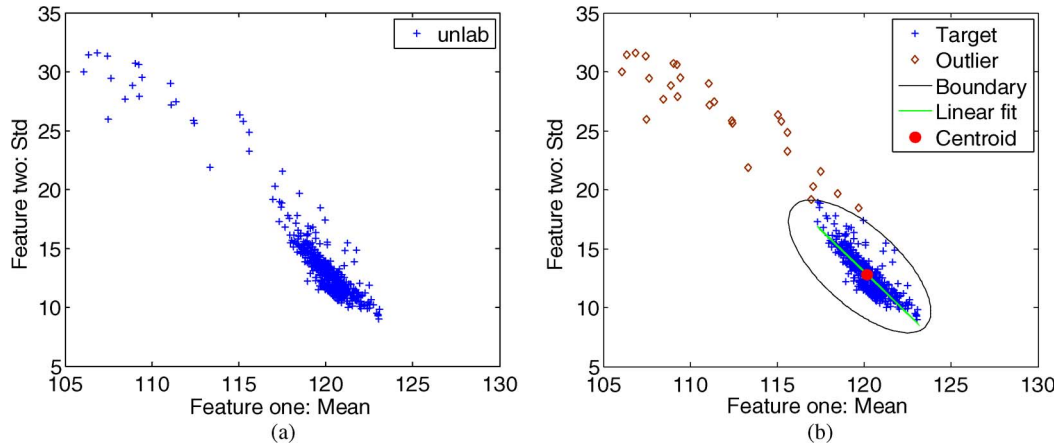 35
30
25
20
15
10
5
105
110
115
120
125
130
Feature two: Std
Feature one: Mean
unlab
(a)
35
30
25
20
15
10
5
105
110
115
120
125
130
Feature two: Std
Feature one: Mean
Target
Outlier
Boundary
Linear fit
Centroid
(b)